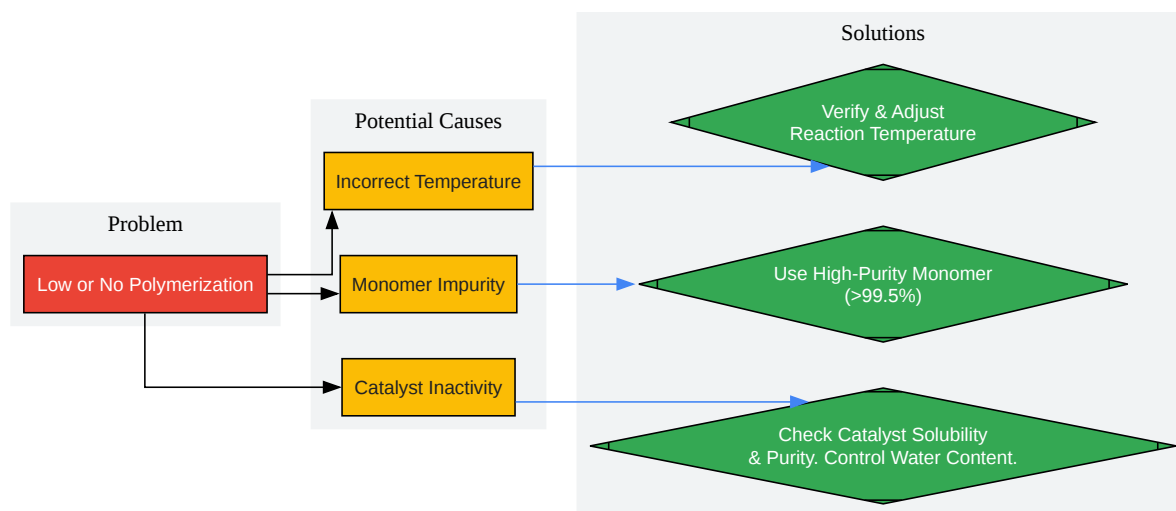 Problem
Low or No Polymerization
Potential Causes
Incorrect Temperature
Monomer Impurity
Catalyst Inactivity
Solutions
Verify & Adjust
Reaction Temperature
Use High-Purity Monomer
(>99.5%)
Check Catalyst Solubility
& Purity. Control Water Content.